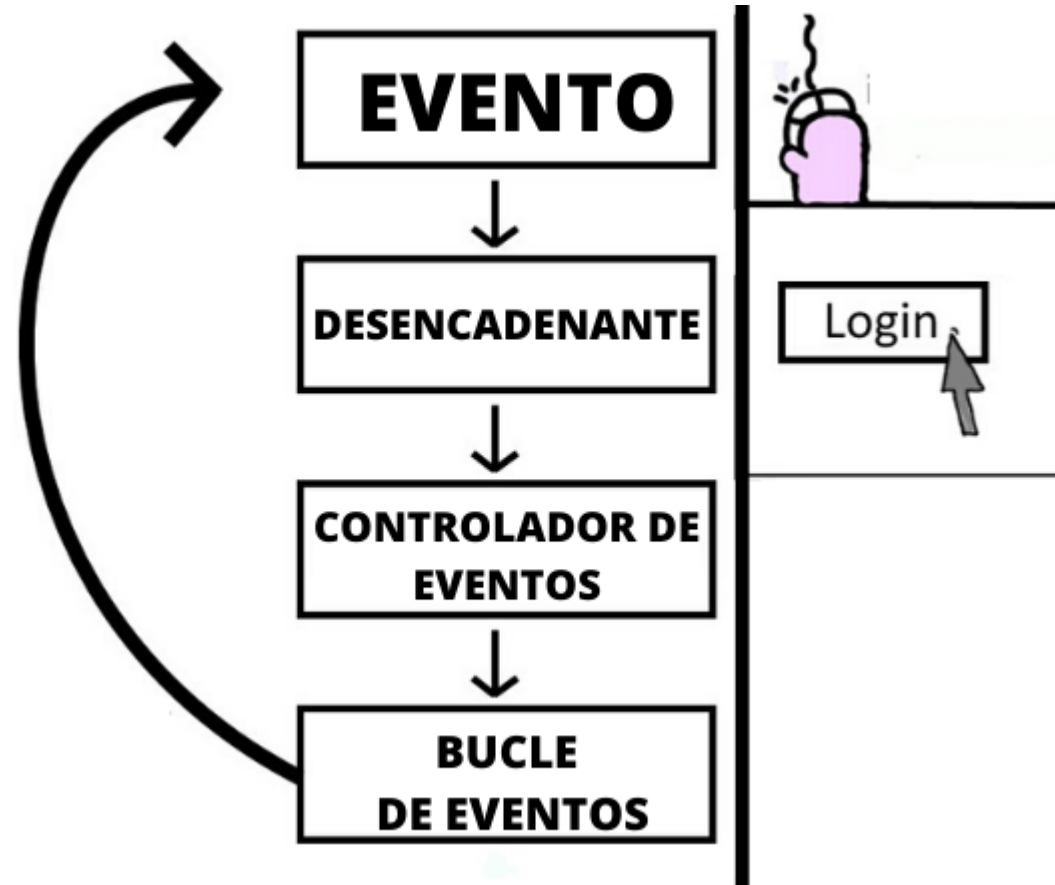 EVENTO
DESENCADENANTE
Login
CONTROLADOR DE
EVENTOS
BUCLE
DE EVENTOS